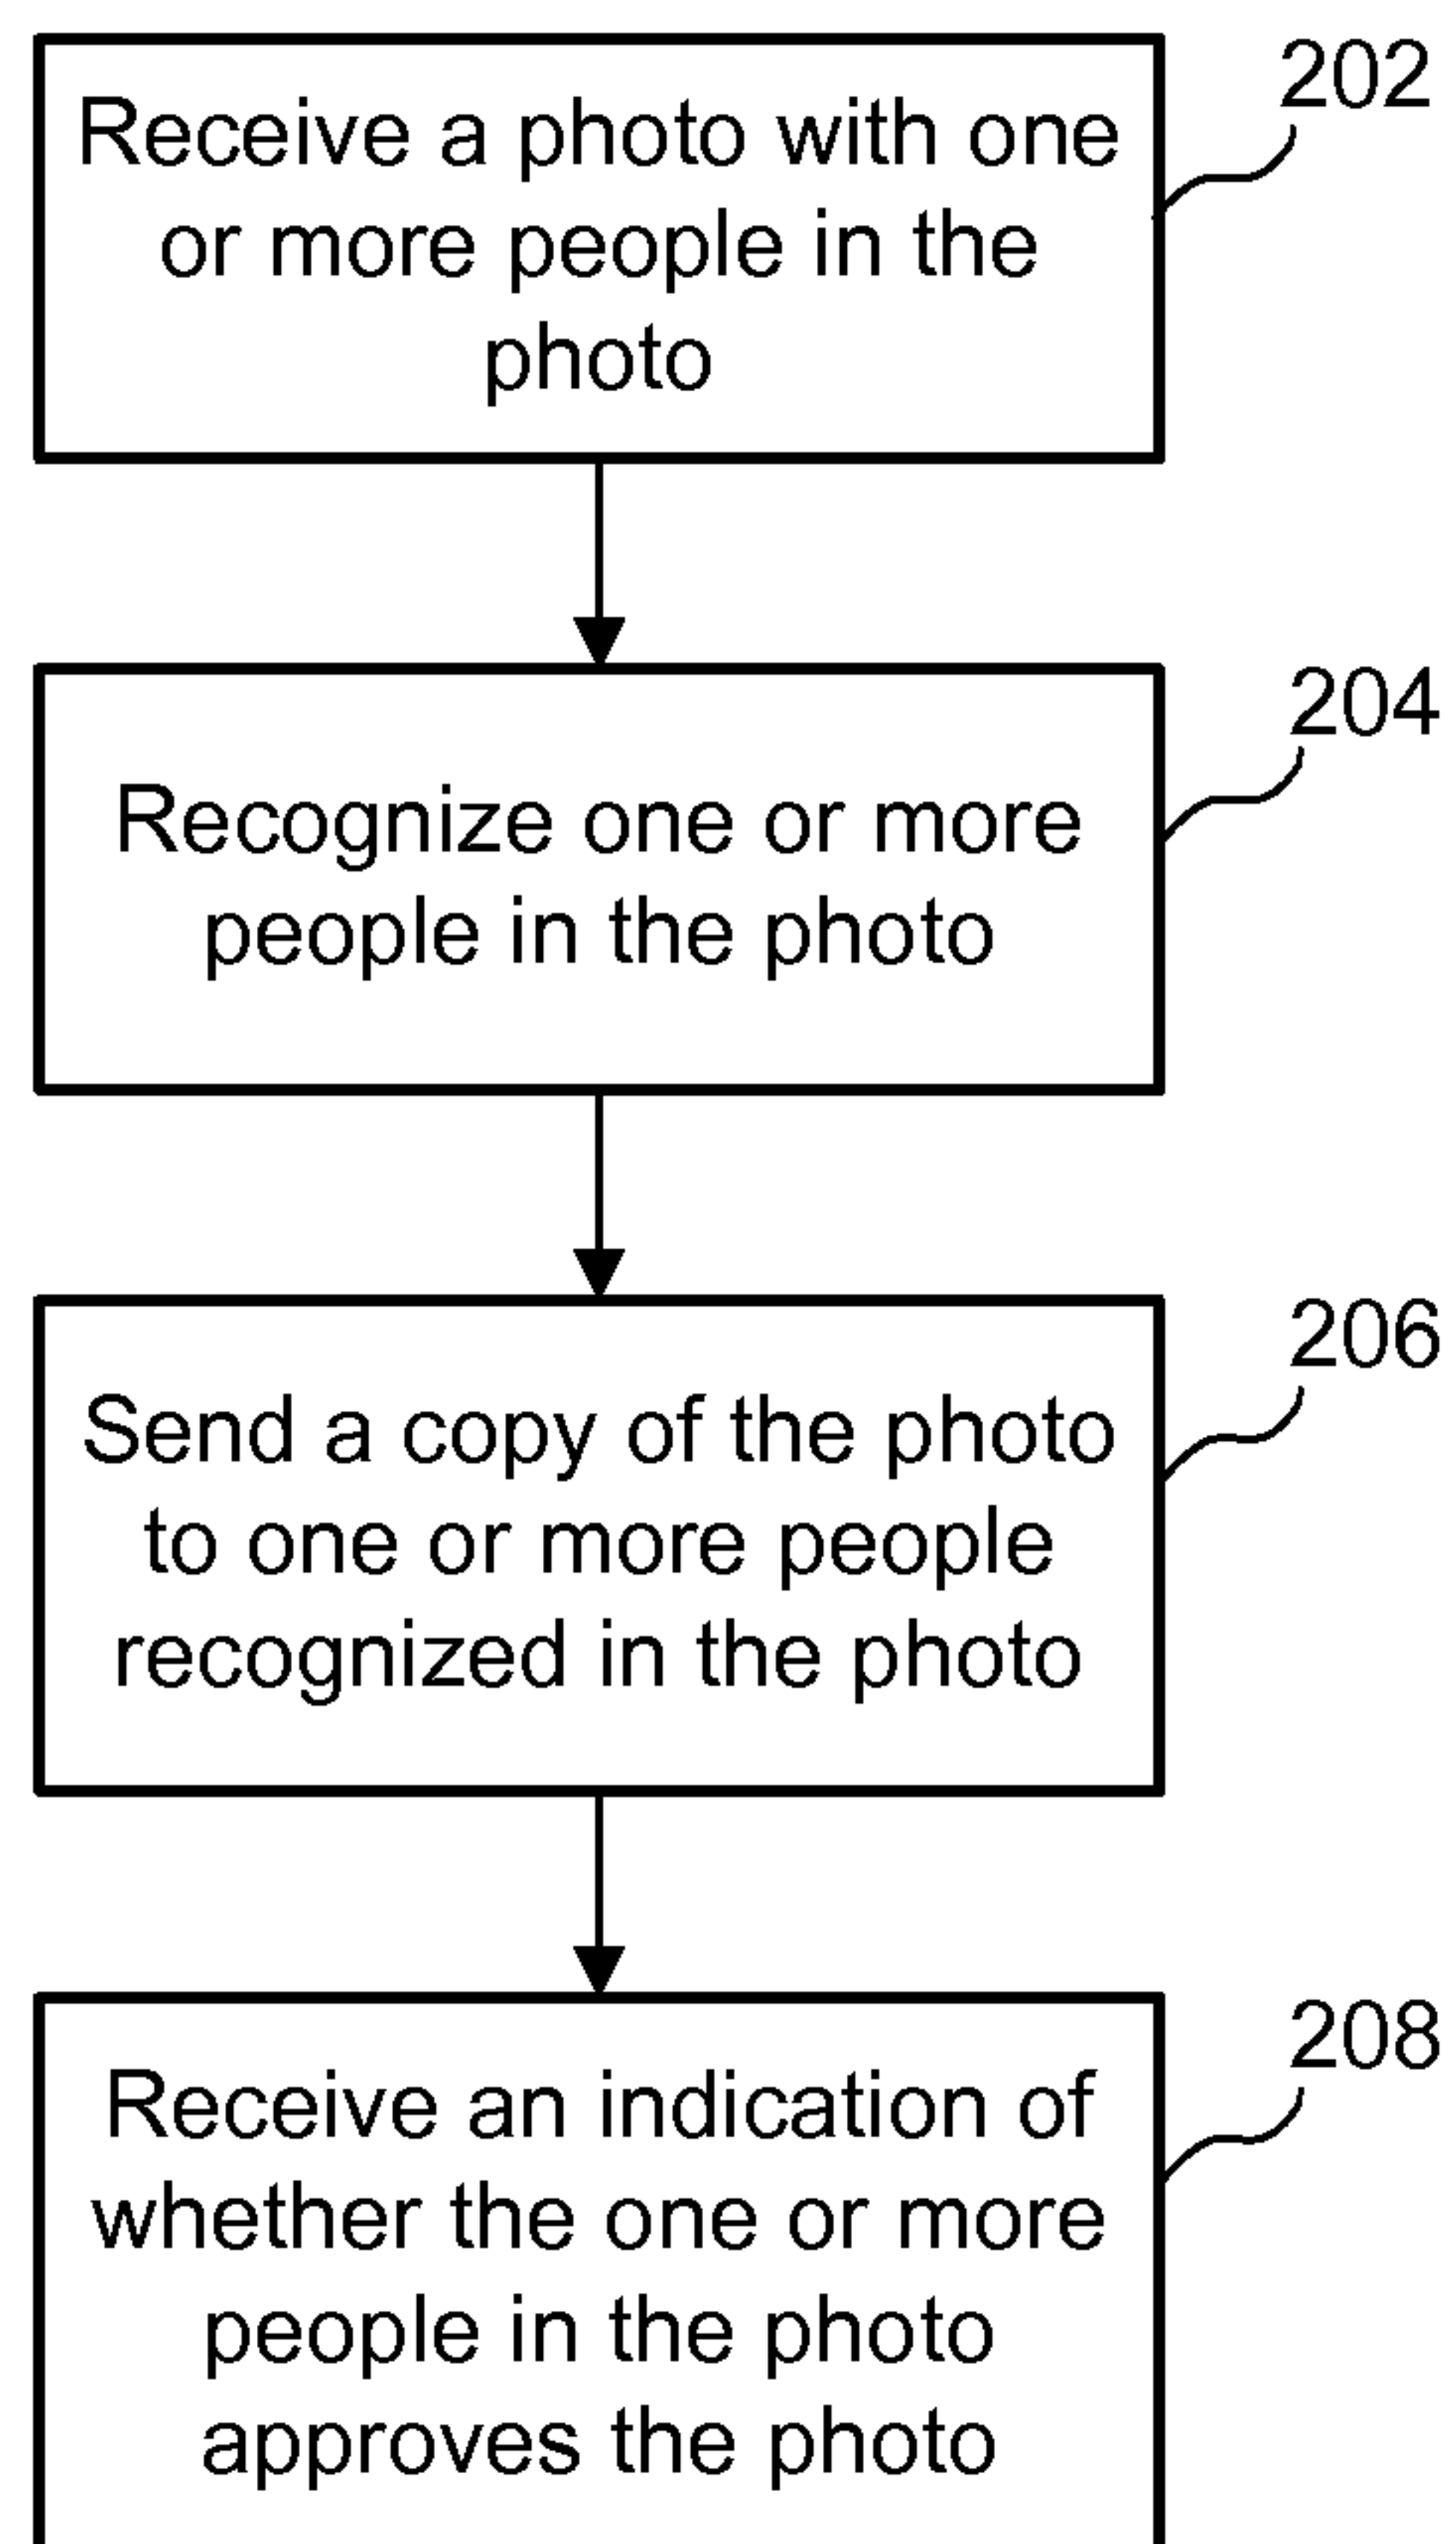 Receive a photo with one
or more people in the
photo
202
Recognize one or more
people in the photo
204
Send a copy of the photo
to one or more people
recognized in the photo
206
Receive an indication of
whether the one or more
people in the photo
approves the photo
208